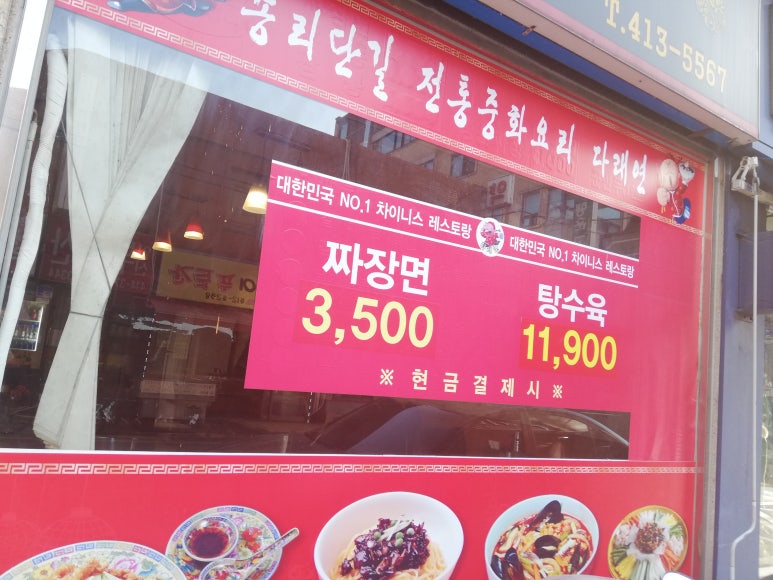 T.413-5567
풍리단길 전통중화요리 다래연
대한민국 NO.1 차이니스 레스토랑 대한민국 NO.1 차이니스 레스토랑
짜장면 탕수육
3,500 11,900
※ 현금결제시 ※